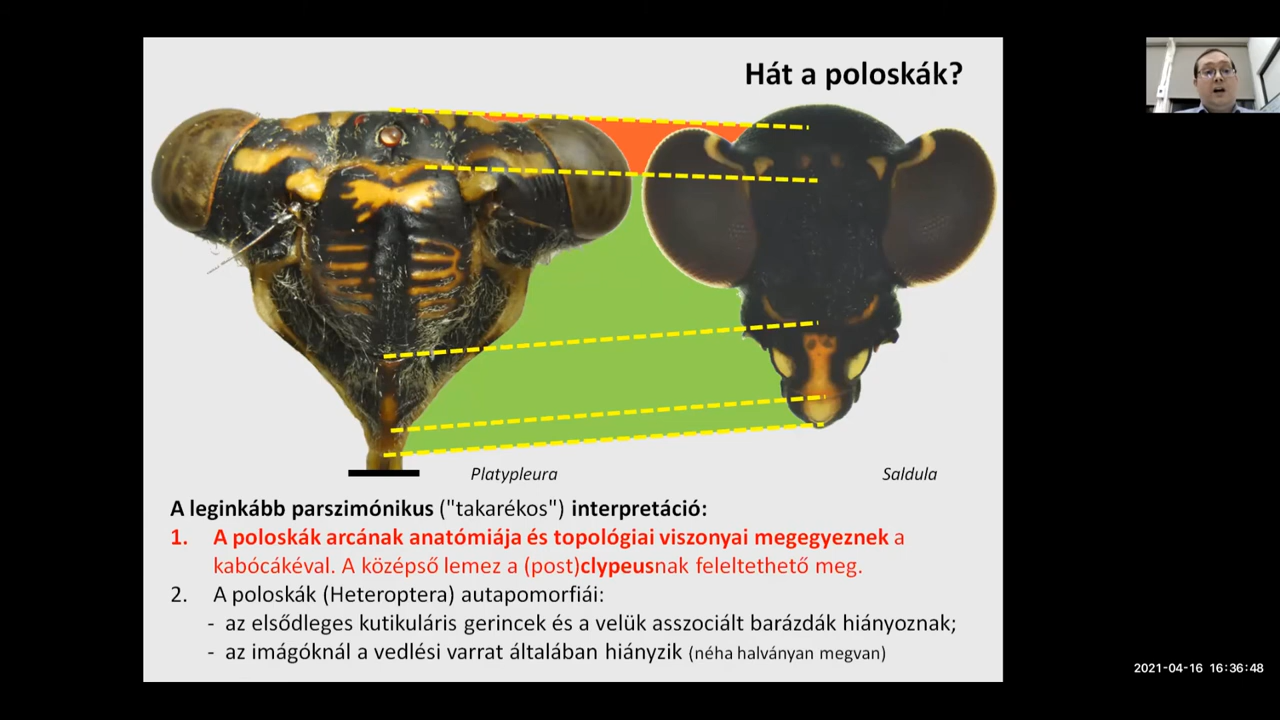 Hát a poloskák?
Platypleura
Saldula
A leginkább parszimónikus ("takarékos") interpretáció:
1. A poloskák arcának anatómiája és topológiai viszonyai megegyeznek a
kabócákéval. A középső lemez a (post)clypeusnak feleltethető meg.
2. A poloskák (Heteroptera) autapomorfiái:
- az elsődleges kutikuláris gerincek és a velük asszociált barázdák hiányoznak;
- az imágóknál a vedlési varrat általában hiányzik (néha halványan megvan)
2021-04-16 16:36:48